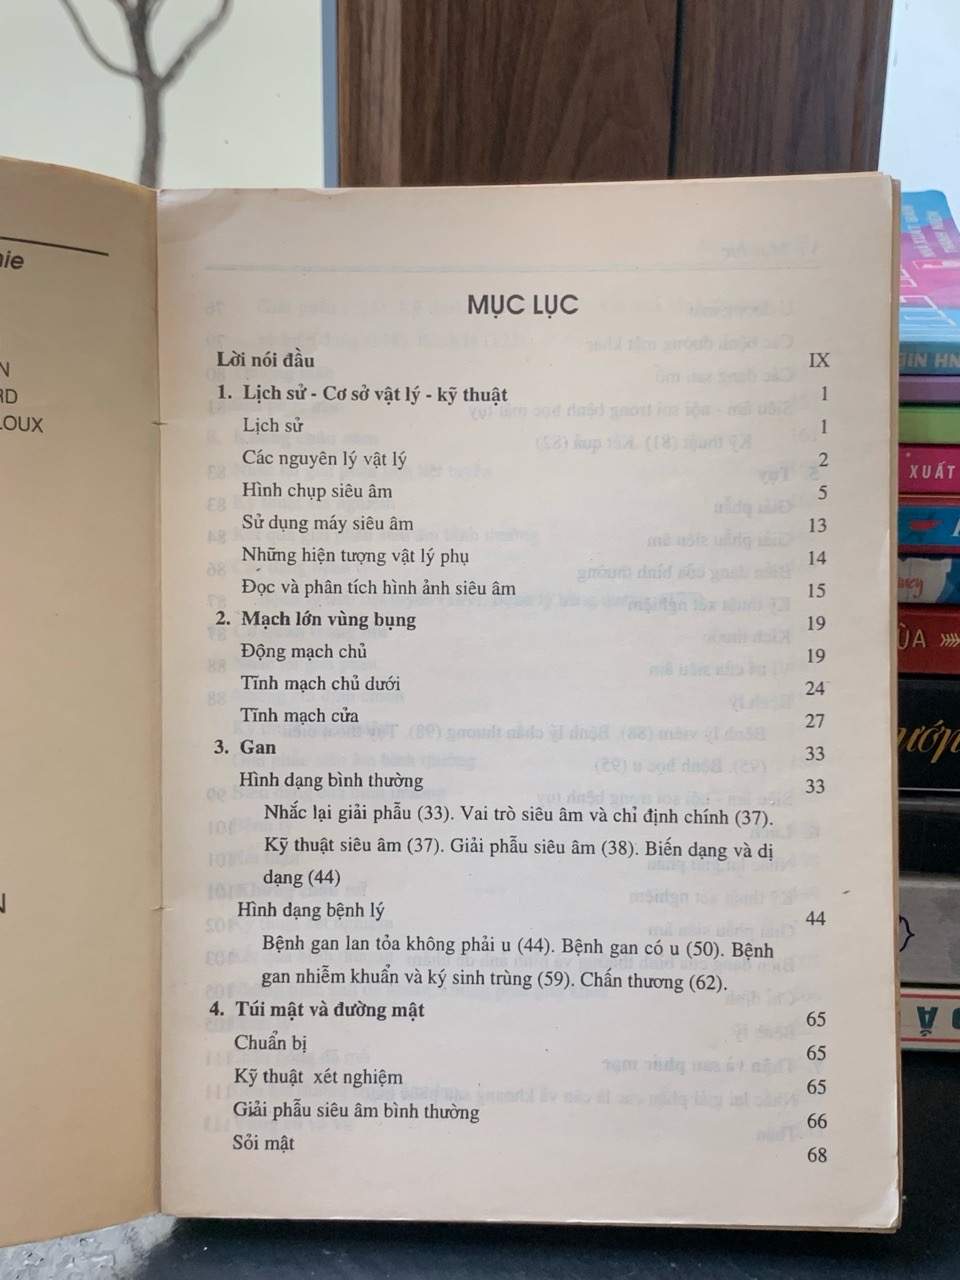 MỤC LỤC
Lời nói đầu IX
1. Lịch sử - Cơ sở vật lý - kỹ thuật 1
Lịch sử 1
Các nguyên lý vật lý 2
Hình chụp siêu âm 5
Sử dụng máy siêu âm 13
Những hiện tượng vật lý phụ 14
Đọc và phân tích hình ảnh siêu âm 15
2. Mạch lớn vùng bụng 19
Động mạch chủ 19
Tĩnh mạch chủ dưới 24
Tĩnh mạch cửa 27
3. Gan 33
Hình dạng bình thường 33
Nhắc lại giải phẫu (33). Vai trò siêu âm và chỉ định chính (37).
Kỹ thuật siêu âm (37). Giải phẫu siêu âm (38). Biến dạng và dị
dạng (44)
Hình dạng bệnh lý 44
Bệnh gan lan tỏa không phải u (44). Bệnh gan có u (50). Bệnh
gan nhiễm khuẩn và ký sinh trùng (59). Chấn thương (62).
4. Túi mật và đường mật 65
Chuẩn bị 65
Kỹ thuật xét nghiệm 65
Giải phẫu siêu âm bình thường 66
Sỏi mật 68
LOUX
XUẤT